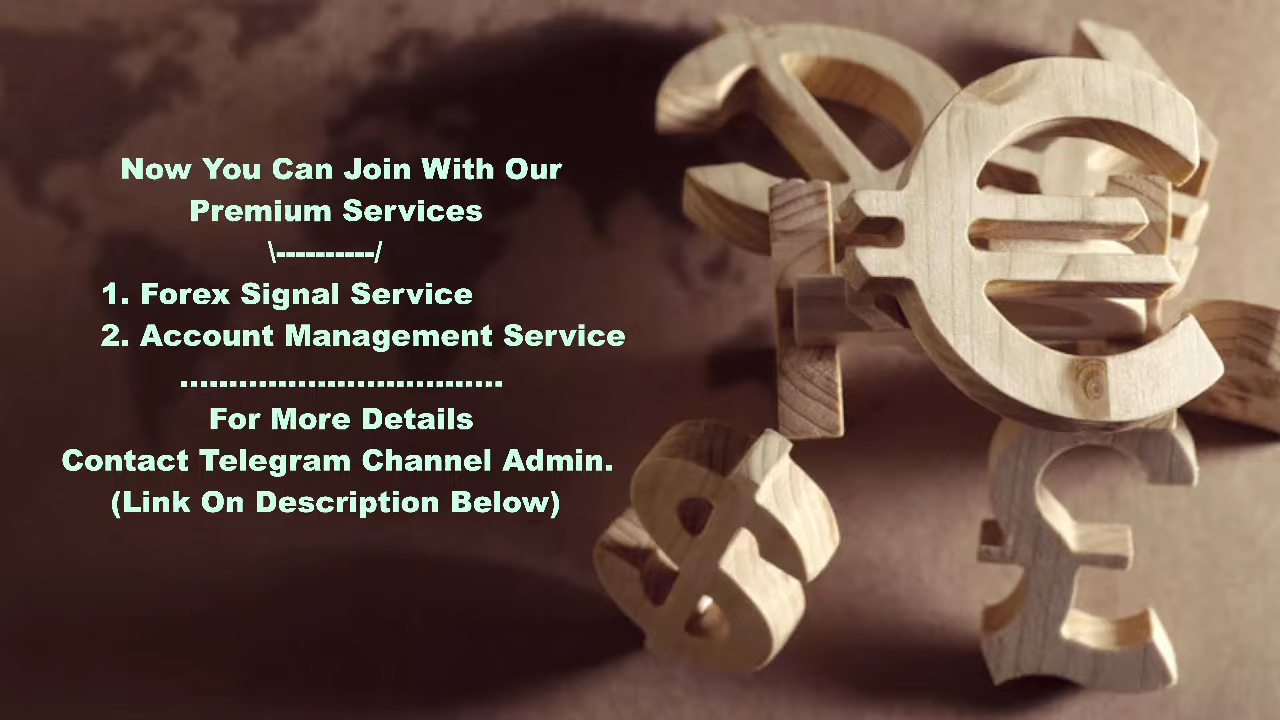 Now You Can Join With Our
Premium Services
\----------/
1. Forex Signal Service
2. Account Management Service
.................................
For More Details
Contact Telegram Channel Admin.
(Link On Description Below)